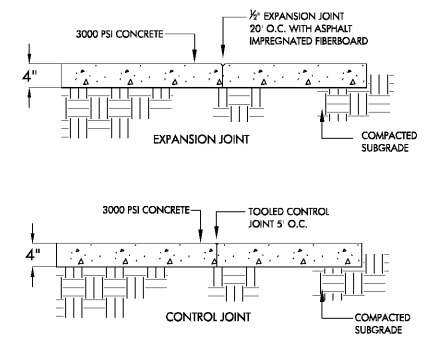 3000 PSI CONCRETE
½" EXPANSION JOINT
20' O.C. WITH ASPHALT
IMPREGNATED FIBERBOARD
4"
EXPANSION JOINT
COMPACTED
SUBGRADE
3000 PSI CONCRETE
TOOLED CONTROL
JOINT 5' O.C.
4"
CONTROL JOINT
COMPACTED
SUBGRADE